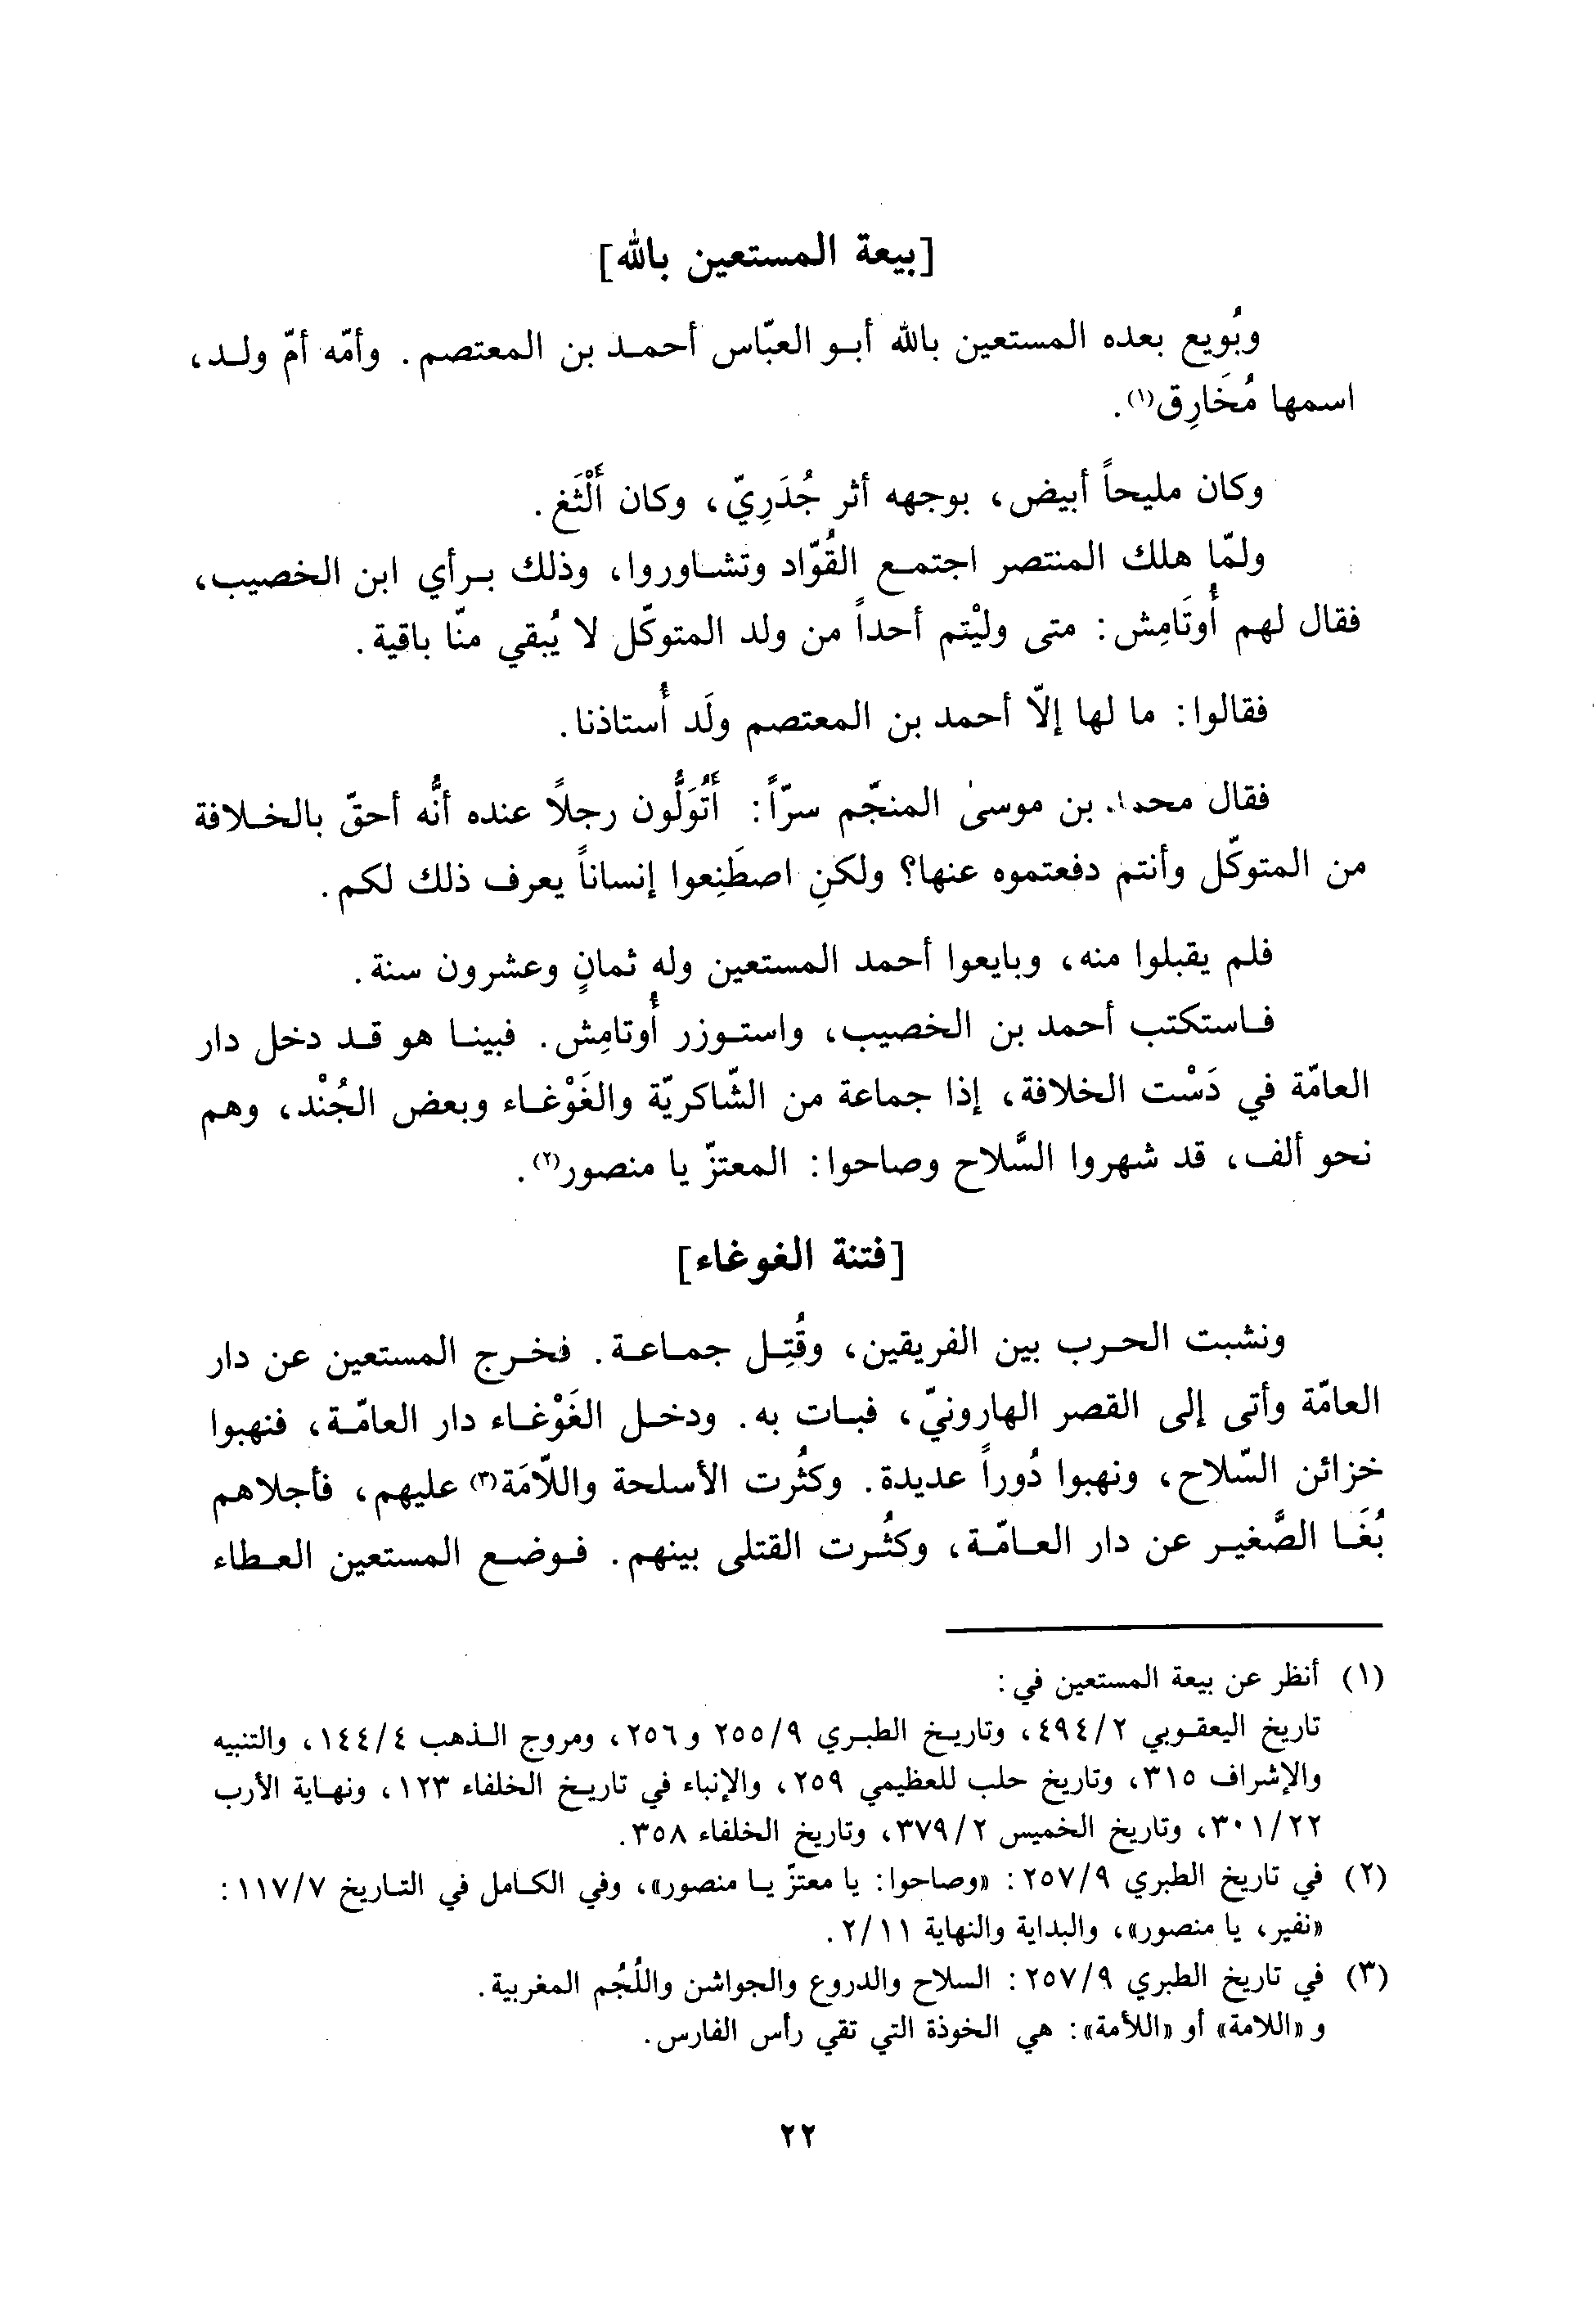 [بيعة المستعين بالله]
وبُويع بعده المستعين بالله أبـو العبّاس أحمـد بن المعتصم. وأمّه أمّ ولـد،
اسمها مُخَارِق(١).
وكان مليحاً أبيض، بوجهه أثر جُدَرِيّ، وكان أَلْثَغ.
ولمّا هلك المنتصر اجتمـع القُوّاد وتشـاوروا، وذلك بـرأي ابن الخصيب،
فقال لهم أُوتَامِش: متى وليْتم أحداً من ولد المتوكّل لا يُبقي منّا باقية.
فقالوا: ما لها إلّا أحمد بن المعتصم ولَد أُستاذنا.
فقال محمد بن موسىٰ المنجّم سرّاً: أَتُوَلُّون رجلاً عنده أنَّه أحقّ بالخـلافة
من المتوكّل وأنتم دفعتموه عنها؟ ولكنِ اصطَنِعوا إنساناً يعرف ذلك لكم.
فلم يقبلوا منه، وبايعوا أحمد المستعين وله ثمانٍ وعشرون سنة.
فـاستكتب أحمد بن الخصيب، واستـوزر أُوتامِش. فبينـا هو قـد دخل دار
العامّة في دَسْت الخلافة، إذا جماعة من الشّاكريّة والغَوْغـاء وبعض الجُنْد، وهم
نحو ألف، قد شهروا السَّلاح وصاحوا: المعتزّ يا منصور(٢).
[فتنة الغوغاء]
ونشبت الحـرب بين الفريقين، وقُتِـل جمـاعـة. فخـرج المستعين عن دار
العامّة وأتى إلى القصر الهارونيّ، فبـات به. ودخـل الغَوْغـاء دار العامّـة، فنهبوا
خزائن السّلاح، ونهبوا دُوراً عديدة. وكثُرت الأسلحة واللّامَة(٣) عليهم، فأجلاهم
بُغَـا الصَّغيـر عن دار العـامّـة، وكثُـرت القتلى بينهم. فـوضـع المستعين العـطاء
(١) أنظر عن بيعة المستعين في:
تاريخ اليعقـوبي ٤٩٤/٢، وتاريـخ الطبـري ٢٥٥/٩ و٢٥٦، ومروج الـذهب ١٤٤/٤، والتنبيه
والإشراف ٣١٥، وتاريخ حلب للعظيمي ٢٥٩، والإنباء في تاريـخ الخلفاء ١٢٣، ونهـاية الأرب
٣٠١/٢٢، وتاريخ الخميس ٣٧٩/٢، وتاريخ الخلفاء ٣٥٨.
(٢) في تاريخ الطبري ٢٥٧/٩: «وصاحوا: يا معتزّ يـا منصور»، وفي الكـامل في التـاريخ ١١٧/٧:
«نفير، يا منصور»، والبداية والنهاية ٢/١١.
(٣) في تاريخ الطبري ٢٥٧/٩: السلاح والدروع والجواشن واللُجُم المغربية.
و «اللامة» أو «اللأمة»: هي الخوذة التي تقي رأس الفارس.
٢٢